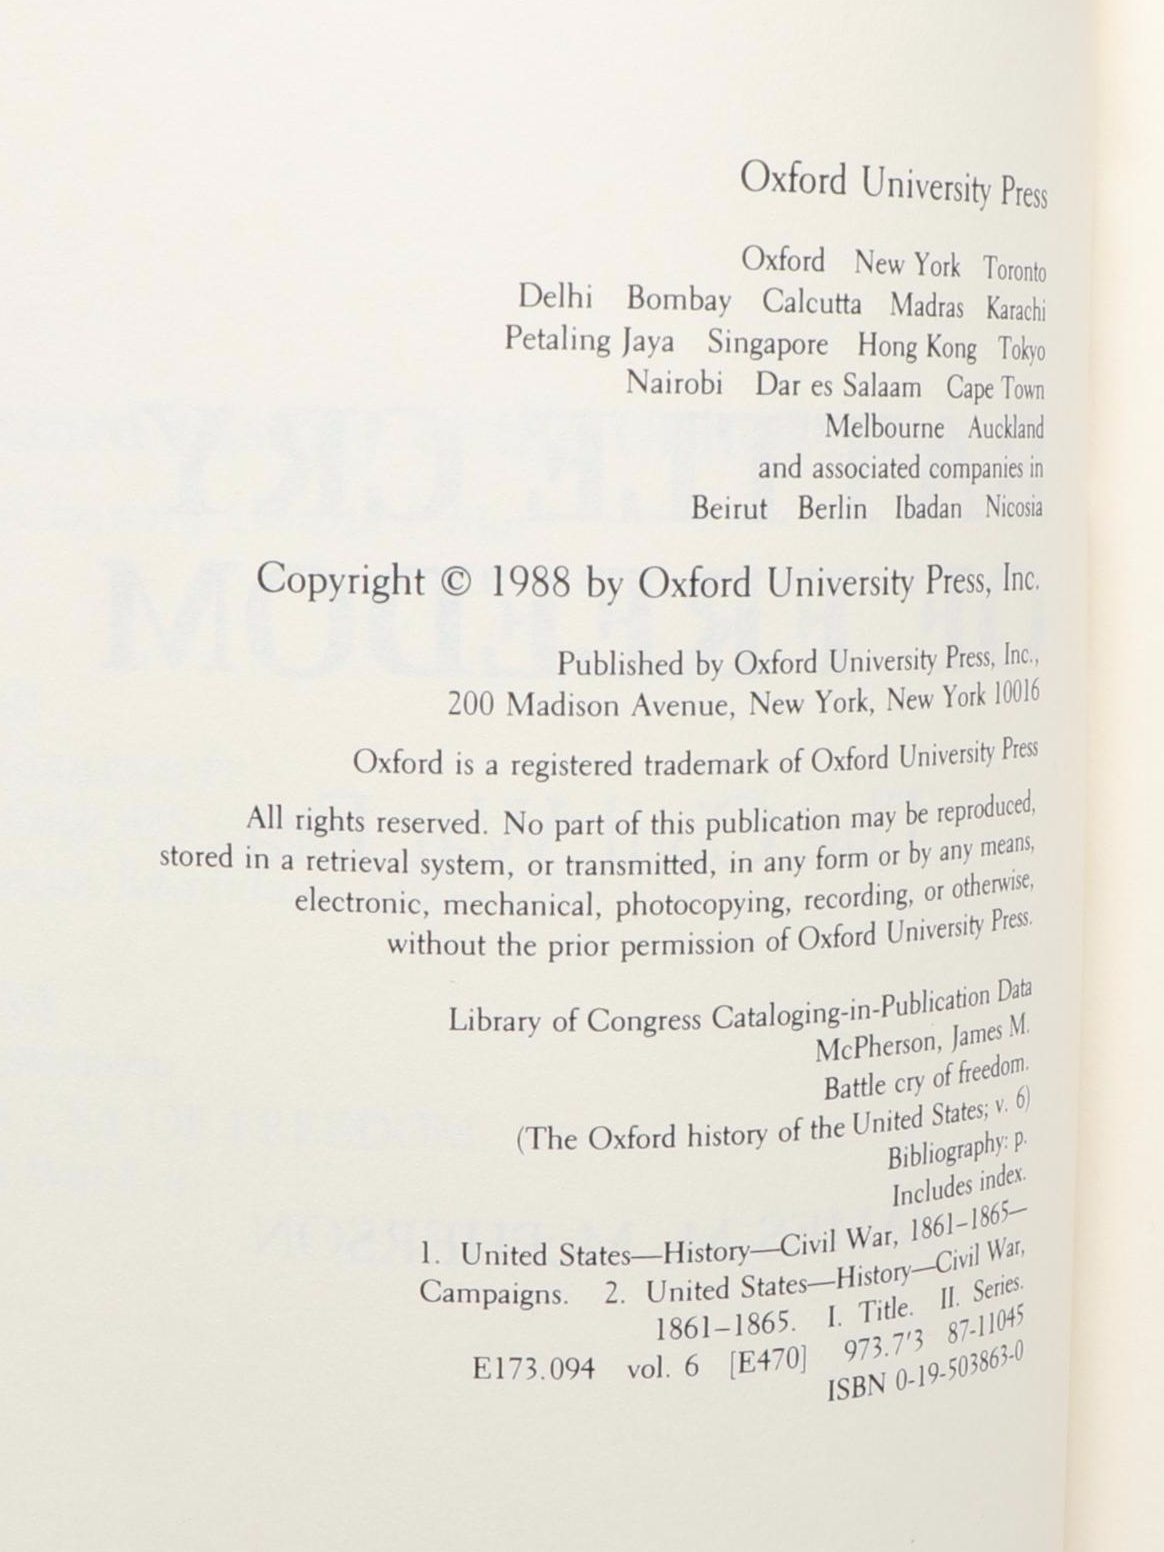 Oxford University Press
Oxford New York Toronto
Delhi Bombay Calcutta Madras Karachi
Petaling Jaya Singapore Hong Kong Tokyo
Nairobi Dar es Salaam Cape Town
Melbourne Auckland
and associated companies in
Beirut Berlin Ibadan Nicosia
Copyright © 1988 by Oxford University Press, Inc.
Published by Oxford University Press, Inc.,
200 Madison Avenue, New York, New York 10016
Oxford is a registered trademark of Oxford University Press
All rights reserved. No part of this publication may be reproduced,
stored in a retrieval system, or transmitted, in any form or by any means,
electronic, mechanical, photocopying, recording, or otherwise,
without the prior permission of Oxford University Press.
Library of Congress Cataloging-in-Publication Data
McPherson, James M.
Battle cry of freedom.
(The Oxford history of the United States; v. 6)
Bibliography: p.
Includes index.
1. United States—History—Civil War, 1861–1865—
Campaigns. 2. United States—History—Civil War,
1861–1865. I. Title. II. Series.
E173.094 vol. 6 [E470] 973.7'3 87-11045
ISBN 0-19-503863-0